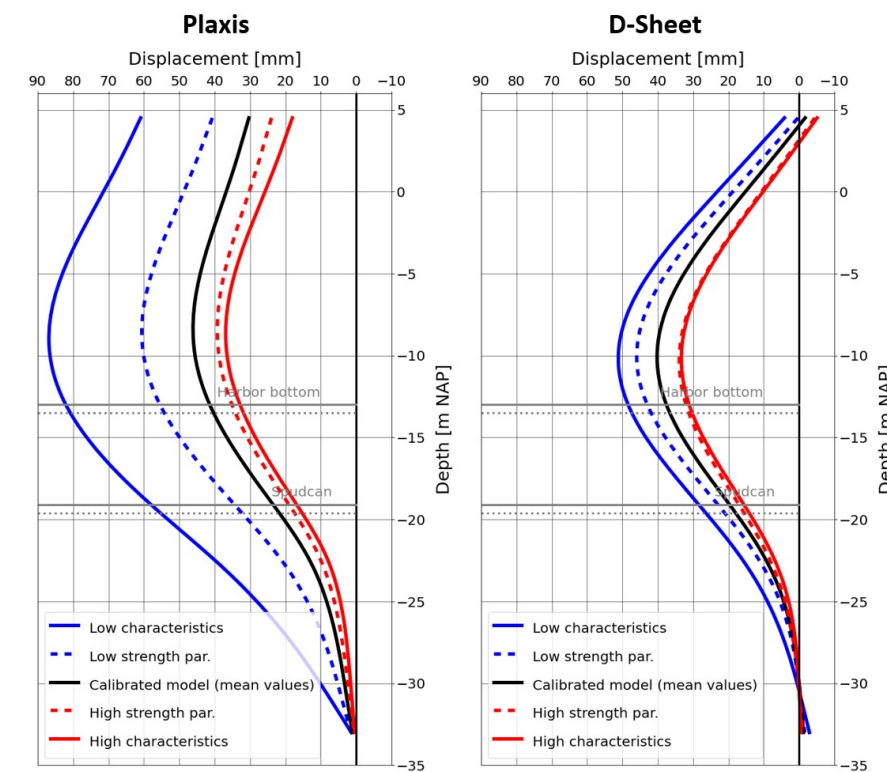 Plaxis
Displacement [mm]
90 80 70 60 50 40 30 20 10 0 −10
5
0
−5
−10
−15
−20
−25
−30
−35
Depth [m NAP]
Harbor bottom
Spudcan
Low characteristics
Low strength par.
Calibrated model (mean values)
High strength par.
High characteristics
D-Sheet
Displacement [mm]
90 80 70 60 50 40 30 20 10 0 −10
5
0
−5
−10
−15
−20
−25
−30
−35
Depth [m NAP]
Harbor bottom
Spudcan
Low characteristics
Low strength par.
Calibrated model (mean values)
High strength par.
High characteristics